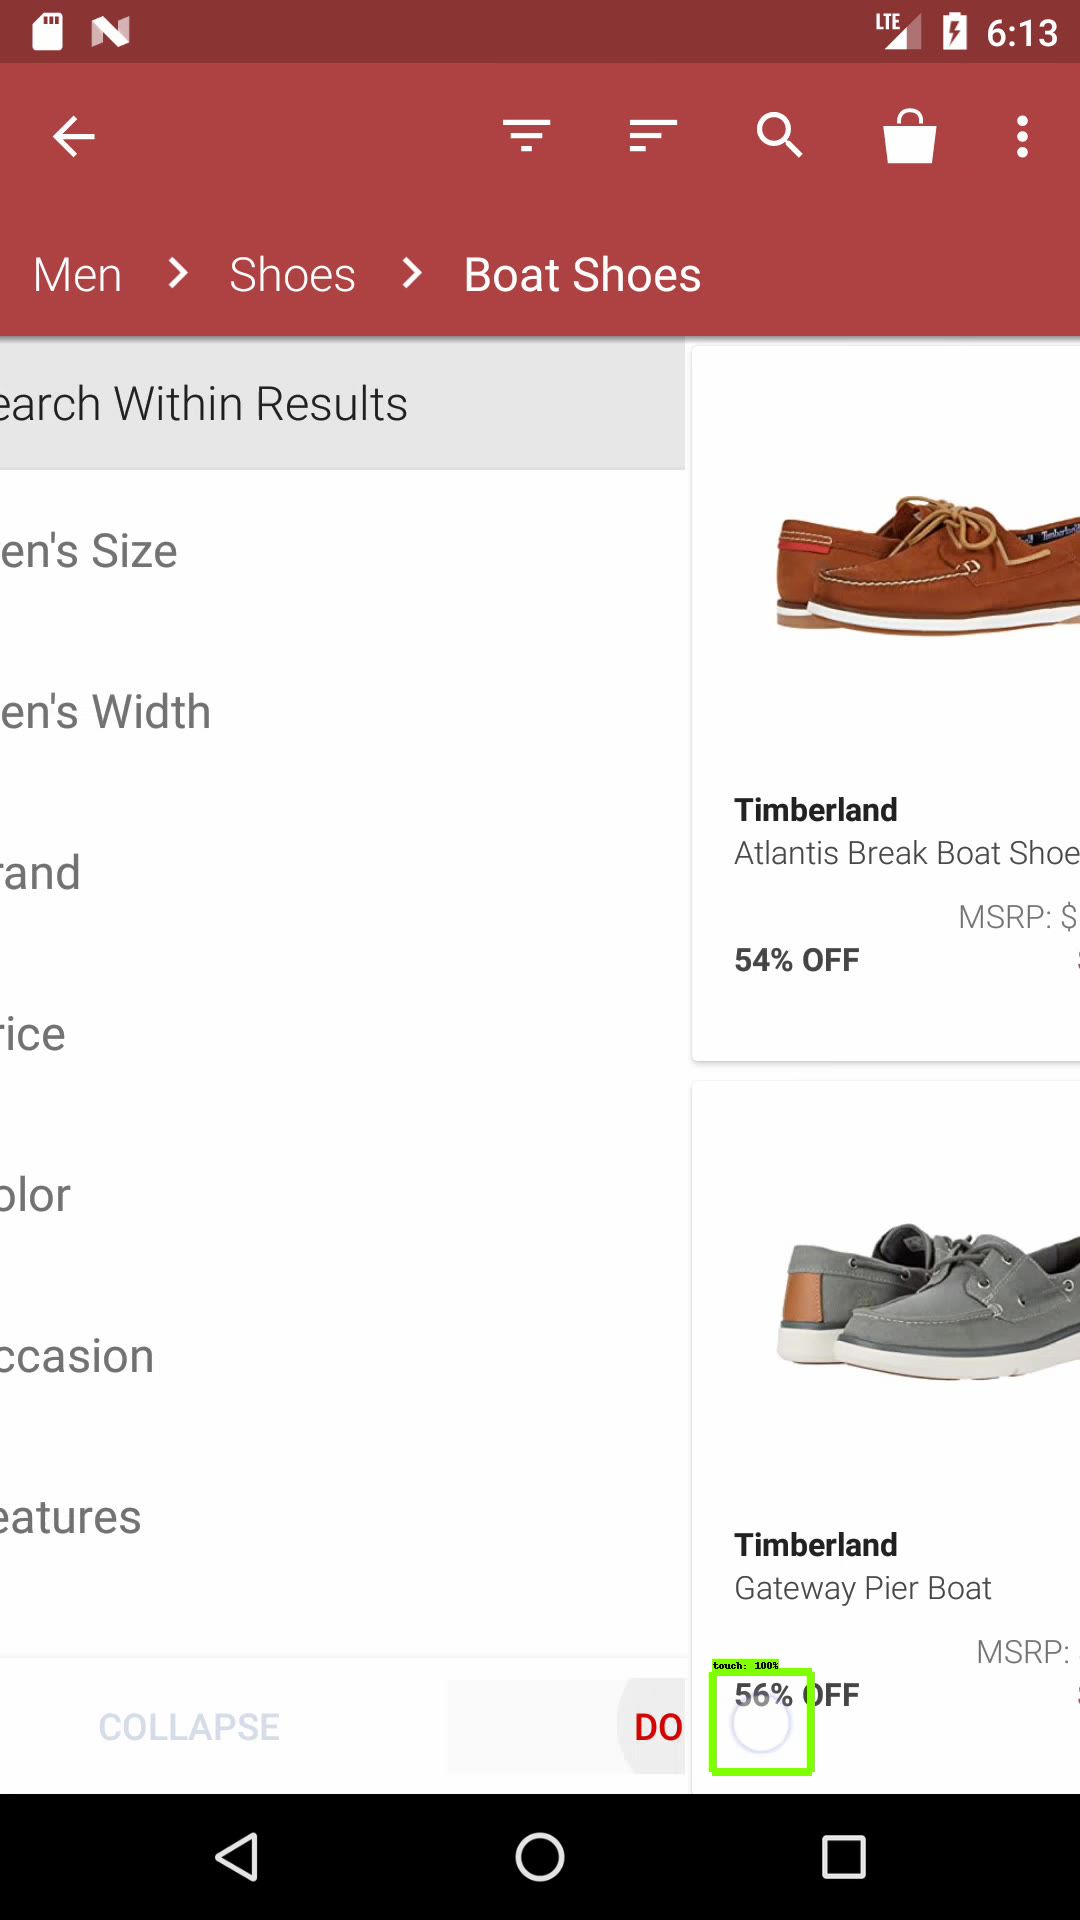 LTE 6:13
Men > Shoes > Boat Shoes
earch Within Results
en's Size
en's Width
rand
rice
olor
ccasion
eatures
COLLAPSE
DO
Timberland
Atlantis Break Boat Shoe
MSRP: $
54% OFF
Timberland
Gateway Pier Boat
MSRP:
56% OFF
touch: 100%